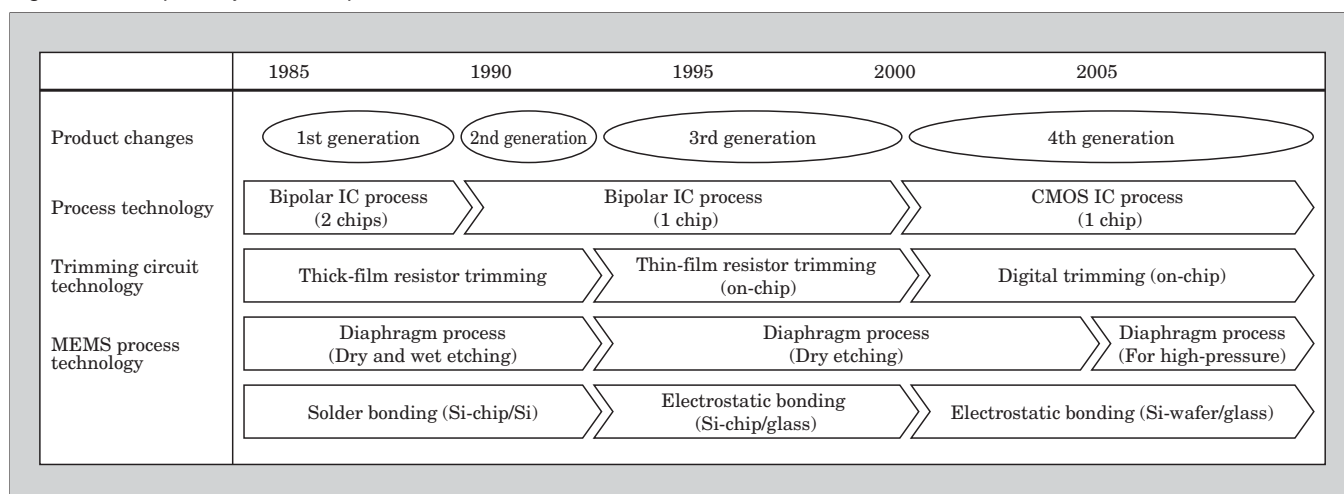 1985 1990 1995 2000 2005
Product changes
1st generation
2nd generation
3rd generation
4th generation
Process technology
Bipolar IC process
(2 chips)
Bipolar IC process
(1 chip)
CMOS IC process
(1 chip)
Trimming circuit
technology
Thick-film resistor trimming
Thin-film resistor trimming
(on-chip)
Digital trimming (on-chip)
MEMS process
technology
Diaphragm process
(Dry and wet etching)
Diaphragm process
(Dry etching)
Diaphragm process
(For high-pressure)
Solder bonding (Si-chip/Si)
Electrostatic bonding
(Si-chip/glass)
Electrostatic bonding (Si-wafer/glass)